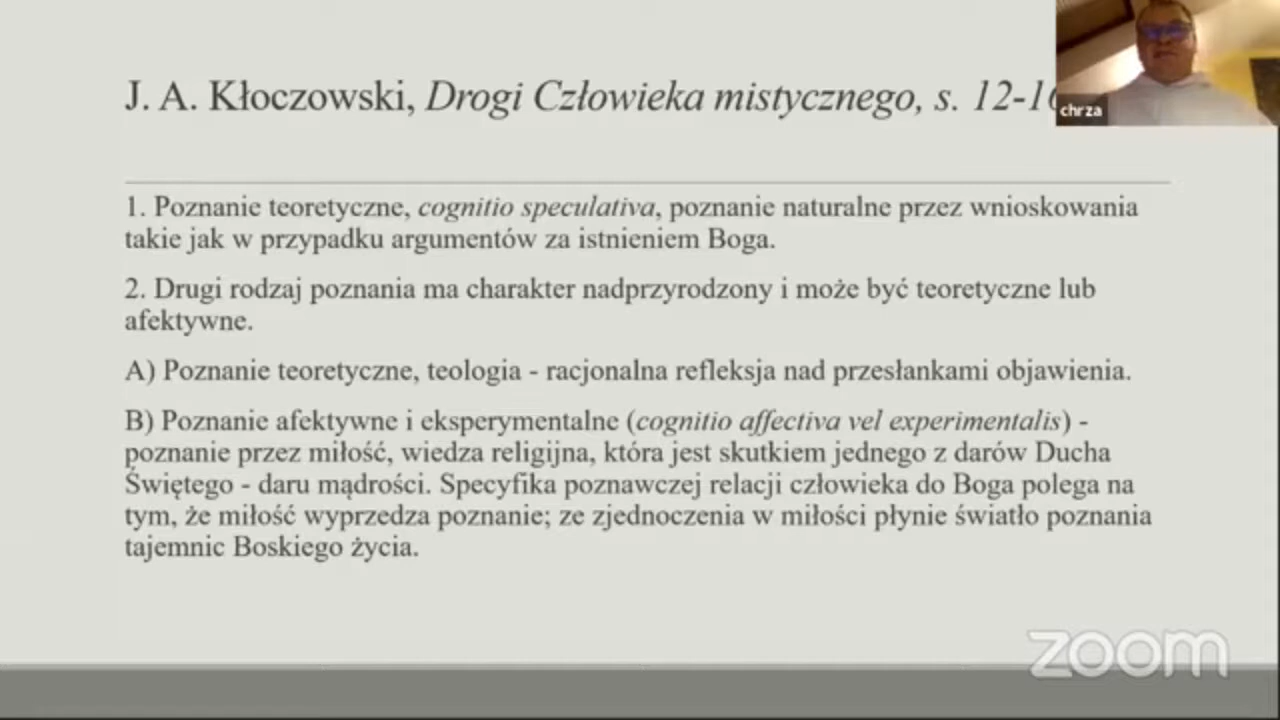 J. A. Kłoczowski, Drogi Człowieka mistycznego, s. 12-1
chrza
1. Poznanie teoretyczne, cognitio speculativa, poznanie naturalne przez wnioskowania
takie jak w przypadku argumentów za istnieniem Boga.
2. Drugi rodzaj poznania ma charakter nadprzyrodzony i może być teoretyczne lub
afektywne.
A) Poznanie teoretyczne, teologia - racjonalna refleksja nad przesłankami objawienia.
B) Poznanie afektywne i eksperymentalne (cognitio affectiva vel experimentalis) -
poznanie przez miłość, wiedza religijna, która jest skutkiem jednego z darów Ducha
Świętego - daru mądrości. Specyfika poznawczej relacji człowieka do Boga polega na
tym, że miłość wyprzedza poznanie; ze zjednoczenia w miłości płynie światło poznania
tajemnic Boskiego życia.
zoom